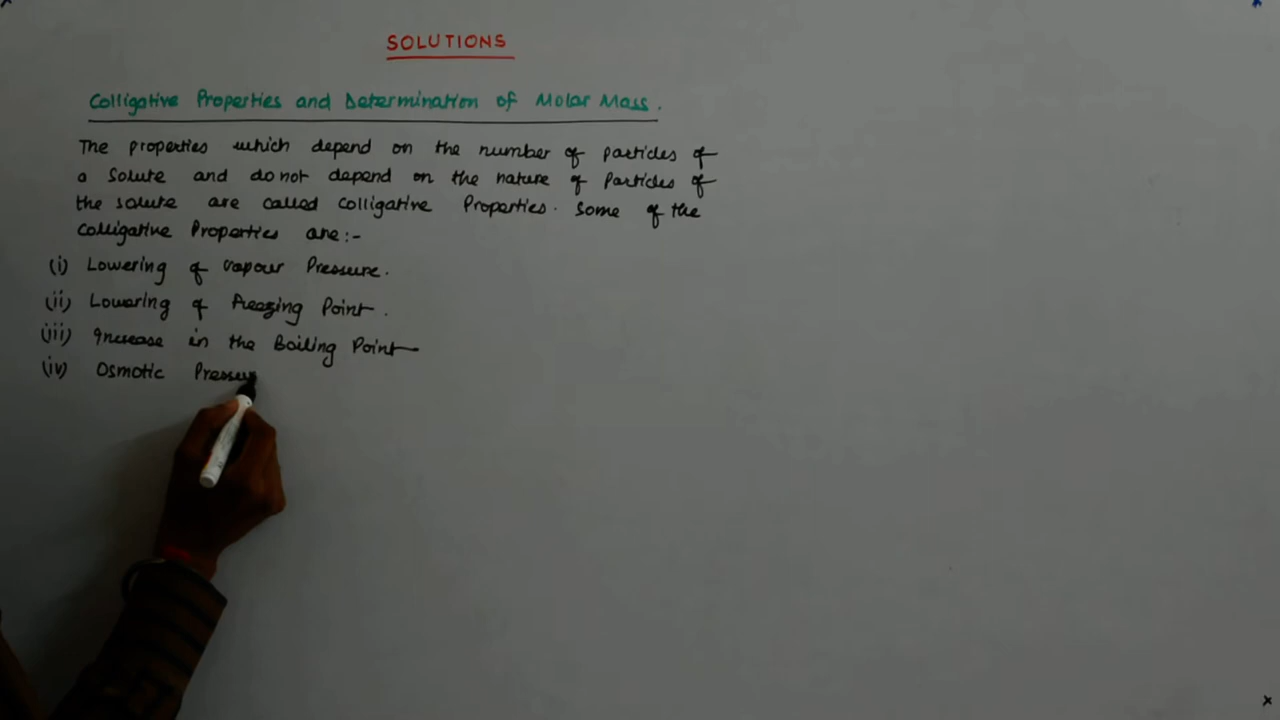 SOLUTIONS
Colligative Properties and Determination of Molar Mass.
The properties which depend on the number of particles of
a solute and do not depend on the nature of particles of
the solute are called colligative Properties. Some of the
colligative Properties are:-
(i) Lowering of vapour Pressure.
(ii) Lowering of freezing Point.
(iii) Increase in the Boiling Point
(iv) Osmotic Pressur